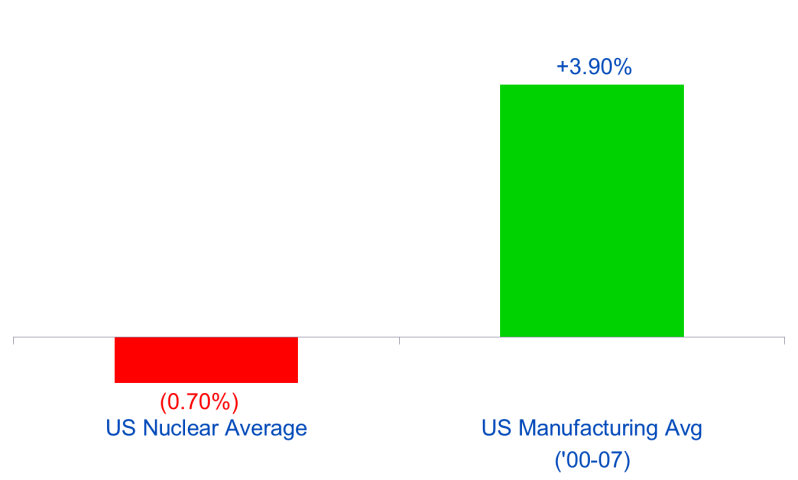 +3.90%
(0.70%)
US Nuclear Average
US Manufacturing Avg
('00-07)